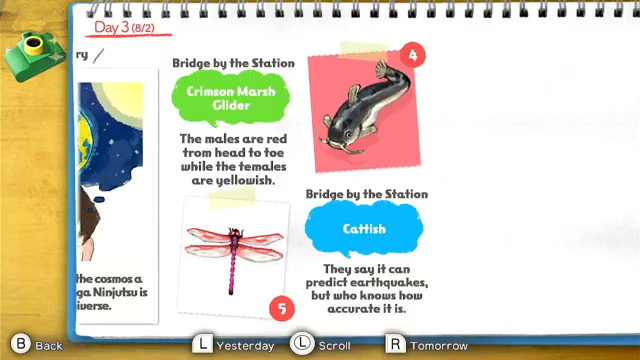 Day 3 (8/2)
ry
Bridge by the Station
Crimson Marsh
Glider
The males are red
from head to toe
while the females
are yellowish.
5
4
Bridge by the Station
Catfish
They say it can
predict earthquakes,
but who knows how
accurate it is.
the cosmos a
ga Ninjutsu is
iverse.
B Back
L Yesterday
L Scroll
R Tomorrow